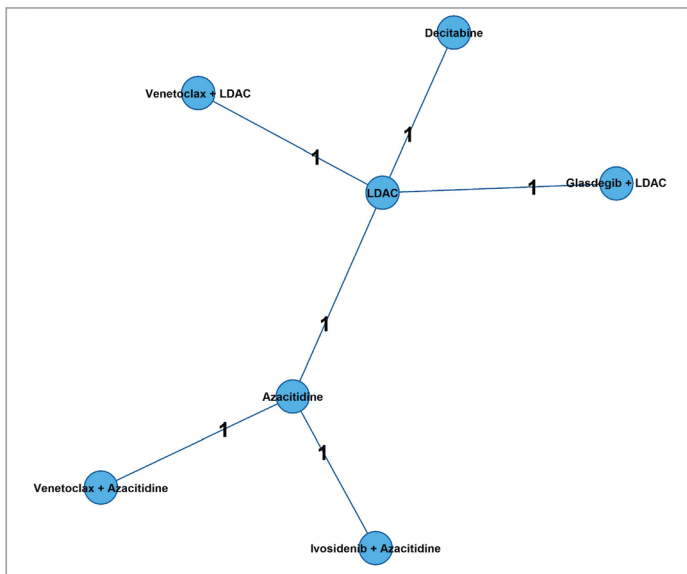 Decitabine
Venetoclax + LDAC
1
1
Glasdegib + LDAC
1
LDAC
1
Azacitidine
1
1
Venetoclax + Azacitidine
Ivosidenib + Azacitidine